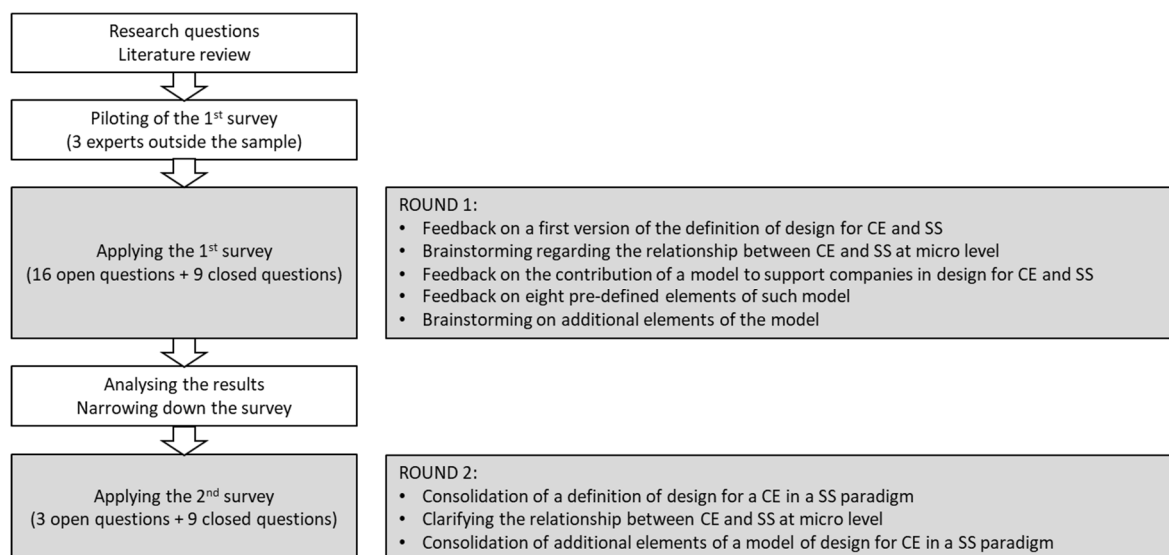 Research questions
Literature review
Piloting of the 1st survey
(3 experts outside the sample)
Applying the 1st survey
(16 open questions + 9 closed questions)
ROUND 1:
• Feedback on a first version of the definition of design for CE and SS
• Brainstorming regarding the relationship between CE and SS at micro level
• Feedback on the contribution of a model to support companies in design for CE and SS
• Feedback on eight pre-defined elements of such model
• Brainstorming on additional elements of the model
Analysing the results
Narrowing down the survey
Applying the 2nd survey
(3 open questions + 9 closed questions)
ROUND 2:
• Consolidation of a definition of design for a CE in a SS paradigm
• Clarifying the relationship between CE and SS at micro level
• Consolidation of additional elements of a model of design for CE in a SS paradigm